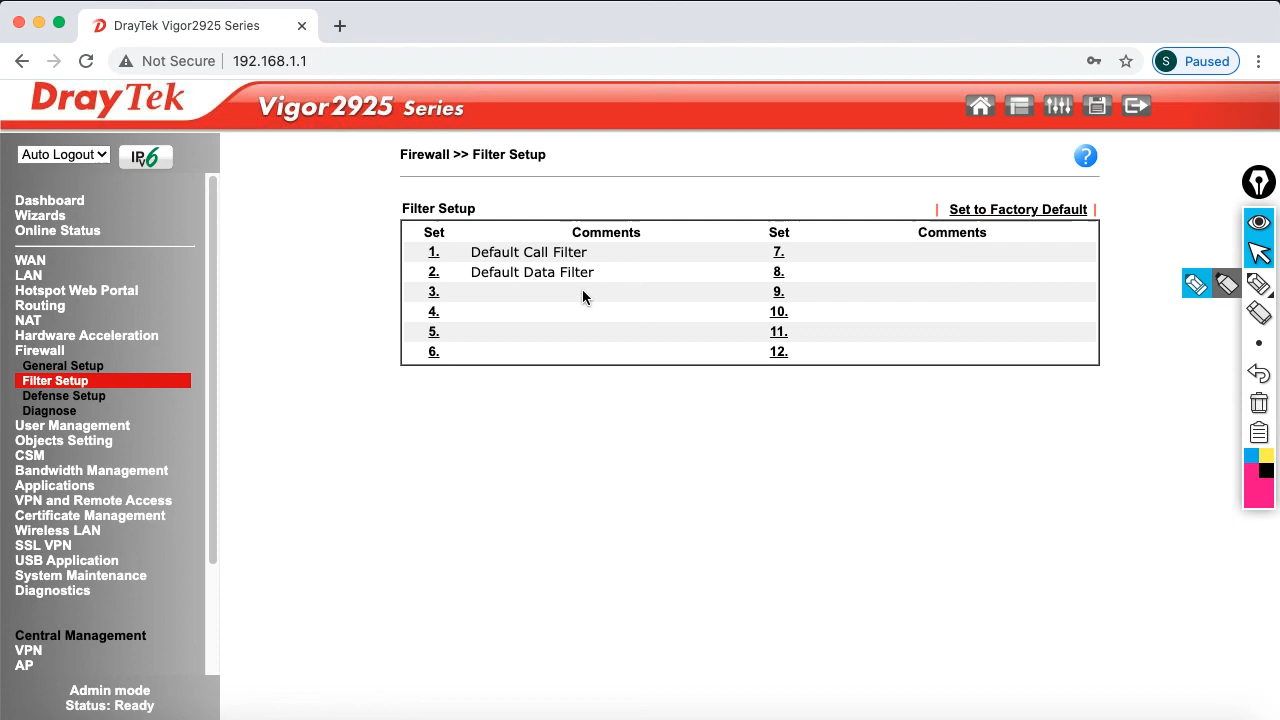 DrayTek Vigor2925 Series
Not Secure
192.168.1.1
S Paused
DrayTek
Vigor2925 Series
Auto Logout
IPv6
Dashboard
Wizards
Online Status
WAN
LAN
Hotspot Web Portal
Routing
NAT
Hardware Acceleration
Firewall
General Setup
Filter Setup
Defense Setup
Diagnose
User Management
Objects Setting
CSM
Bandwidth Management
Applications
VPN and Remote Access
Certificate Management
Wireless LAN
SSL VPN
USB Application
System Maintenance
Diagnostics
Central Management
VPN
AP
Admin mode
Status: Ready
Firewall >> Filter Setup
?
Filter Setup
| Set to Factory Default |
Set Comments Set Comments
1. Default Call Filter 7.
2. Default Data Filter 8.
3. 9.
4. 10.
5. 11.
6. 12.